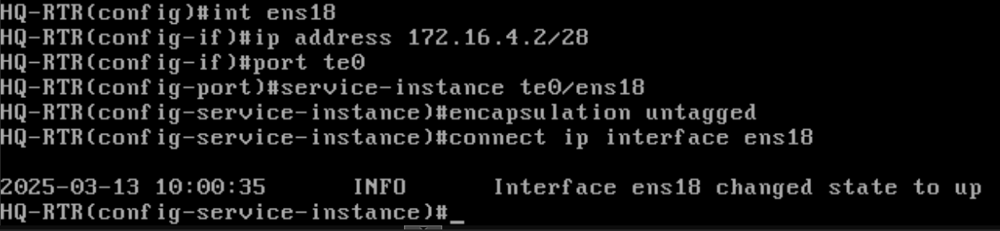 HQ-RTR(config)#int ens18
HQ-RTR(config-if)#ip address 172.16.4.2/28
HQ-RTR(config-if)#port te0
HQ-RTR(config-port)#service-instance te0/ens18
HQ-RTR(config-service-instance)#encapsulation untagged
HQ-RTR(config-service-instance)#connect ip interface ens18
2025-03-13 10:00:35 INFO Interface ens18 changed state to up
HQ-RTR(config-service-instance)#_